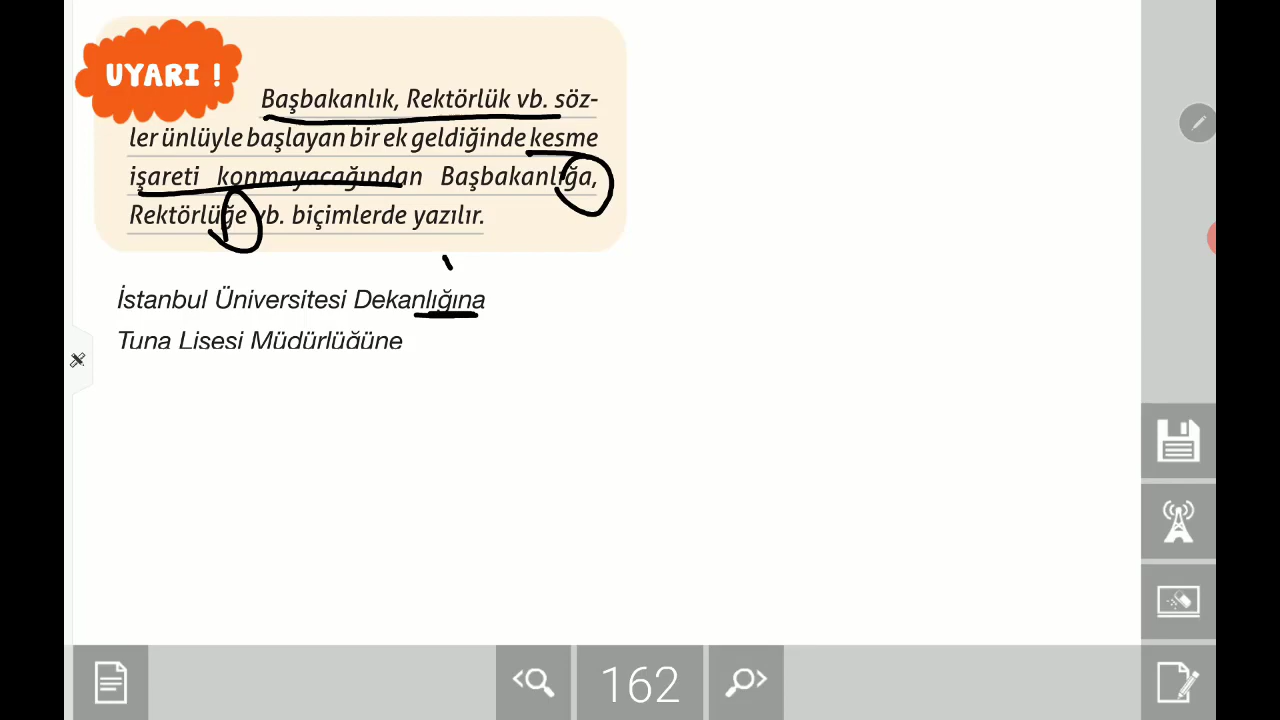 UYARI !
Başbakanlık, Rektörlük vb. söz-
ler ünlüyle başlayan bir ek geldiğinde kesme
işareti konmayacağından Başbakanlığa,
Rektörlüğe vb. biçimlerde yazılır.
İstanbul Üniversitesi Dekanlığına
Tuna Lisesi Müdürlüğüne
162